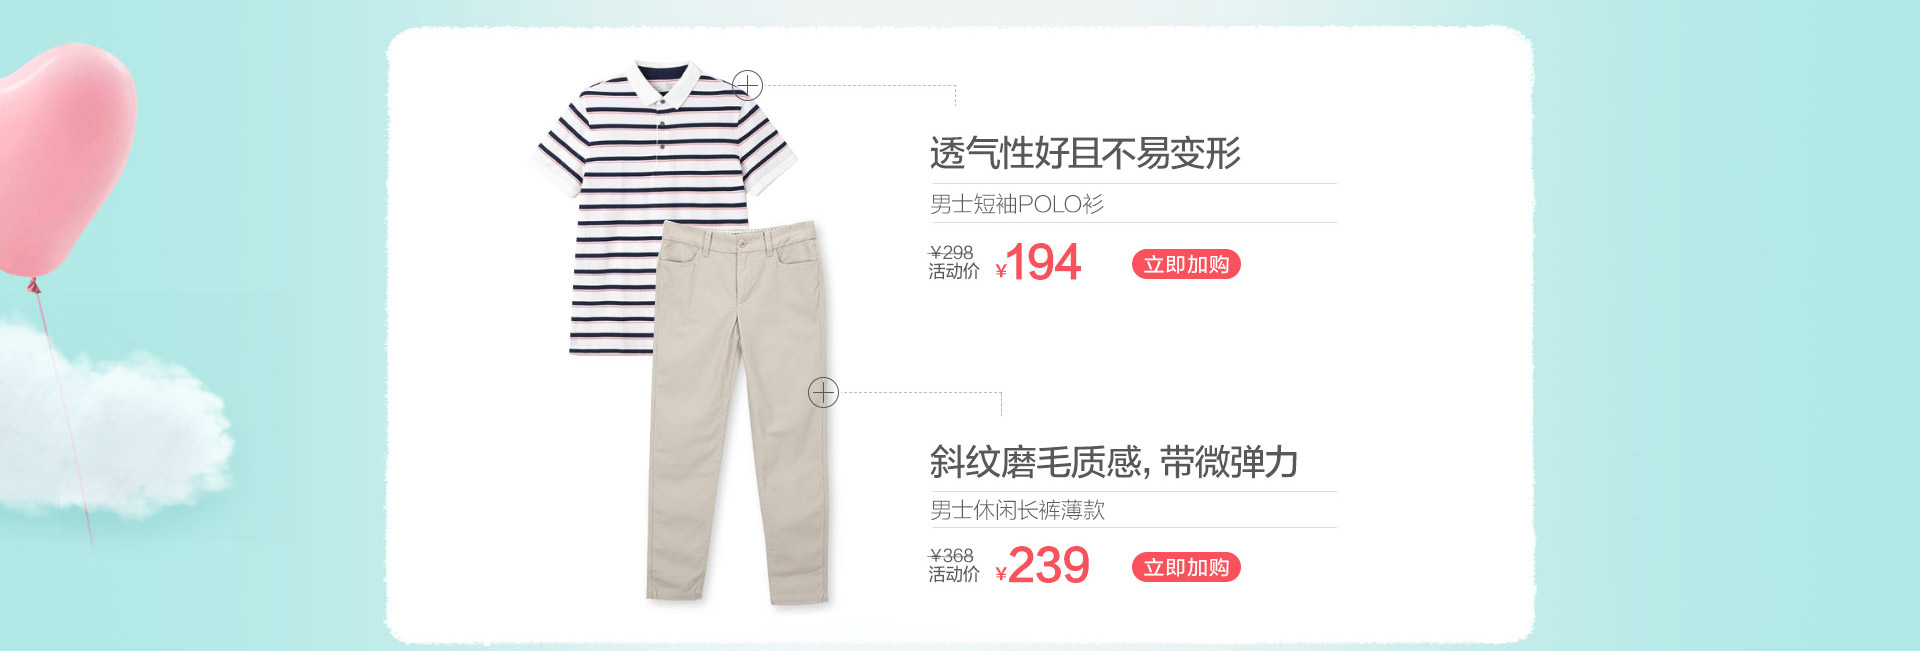 透气性好且不易变形
男士短袖POLO衫
¥298
活动价 ¥194 立即加购
斜纹磨毛质感, 带微弹力
男士休闲长裤薄款
¥368
活动价 ¥239 立即加购